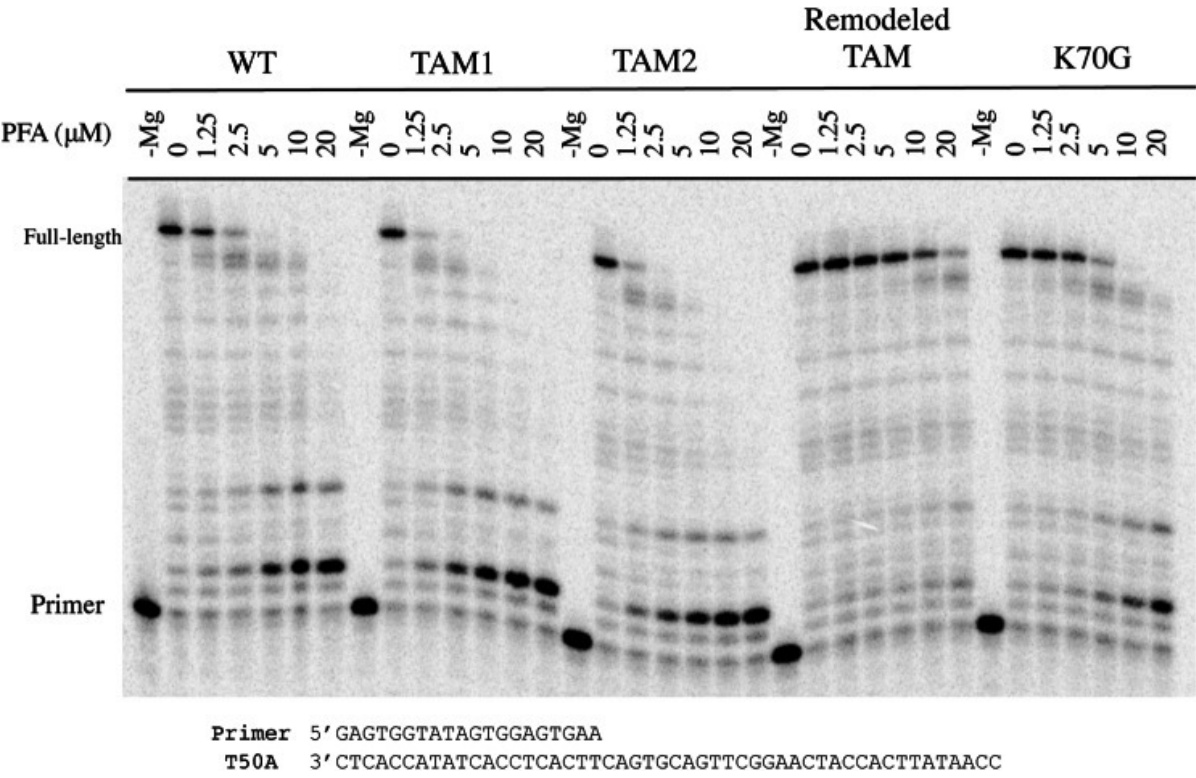 Remodeled
WT TAM1 TAM2 TAM K70G
PFA (μM) -Mg 0 1.25 2.5 5 10 20 -Mg 0 1.25 2.5 5 10 20 -Mg 0 1.25 2.5 5 10 20 -Mg 0 1.25 2.5 5 10 20 -Mg 0 1.25 2.5 5 10 20
Full-length
Primer
Primer 5’GAGTGGTATAGTGGAGTGAA
T50A 3’CTCACCATATCACCTCACTTCAGTGCAGTTCGGAACTACCACTTATAACC